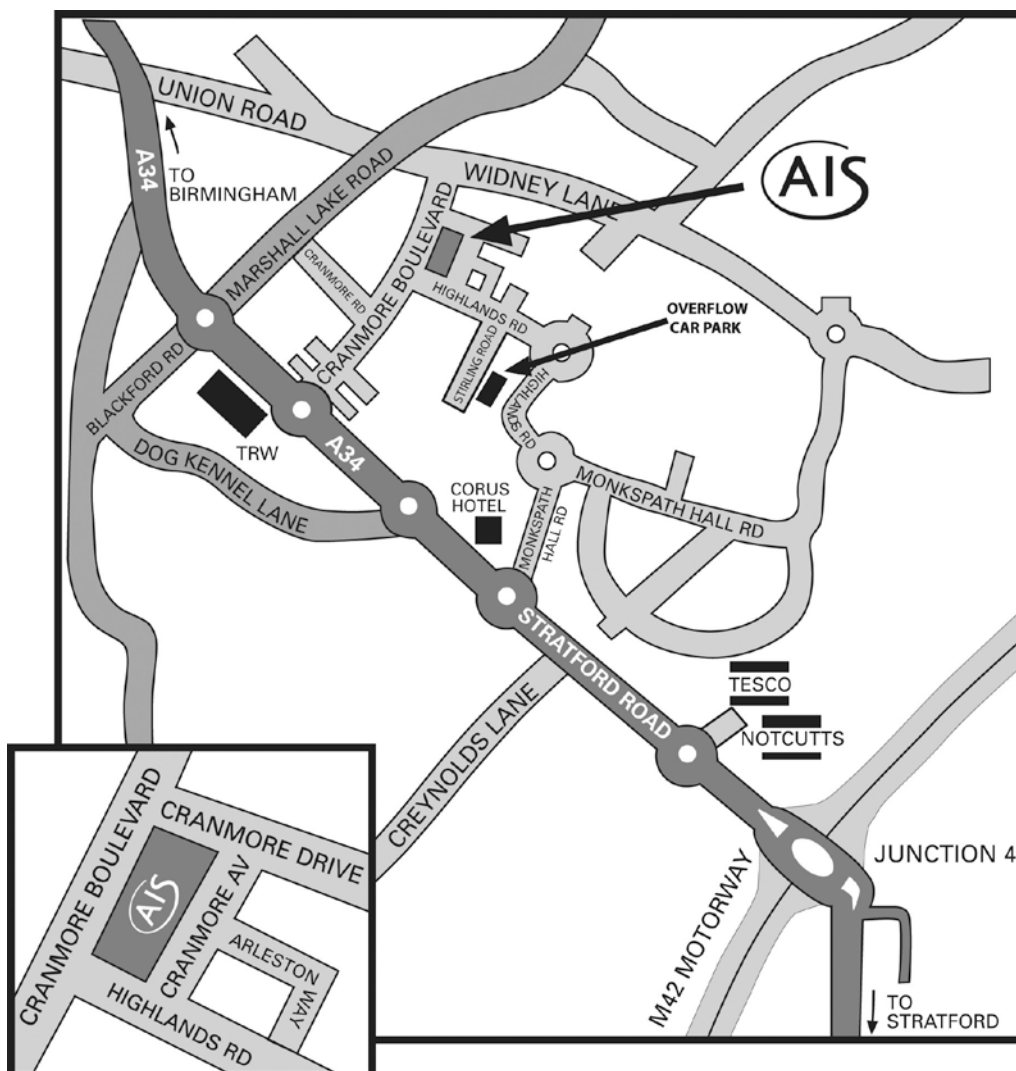 UNION ROAD
A34
TO
BIRMINGHAM
MARSHALL LAKE ROAD
WIDNEY LANE
AIS
CRANMORE BOULEVARD
CRANMORE RD
HIGHLANDS RD
OVERFLOW
CAR PARK
STIRLING ROAD
HIGHLANDS RD
BLACKFORD RD
TRW
A34
DOG KENNEL LANE
CORUS
HOTEL
MONKSPATH
HALL RD
MONKSPATH HALL RD
STRATFORD ROAD
CREYNOLDS LANE
TESCO
NOTCUTTS
JUNCTION 4
M42 MOTORWAY
TO
STRATFORD
CRANMORE BOULEVARD
CRANMORE DRIVE
AIS
CRANMORE AV
ARLESTON
WAY
HIGHLANDS RD